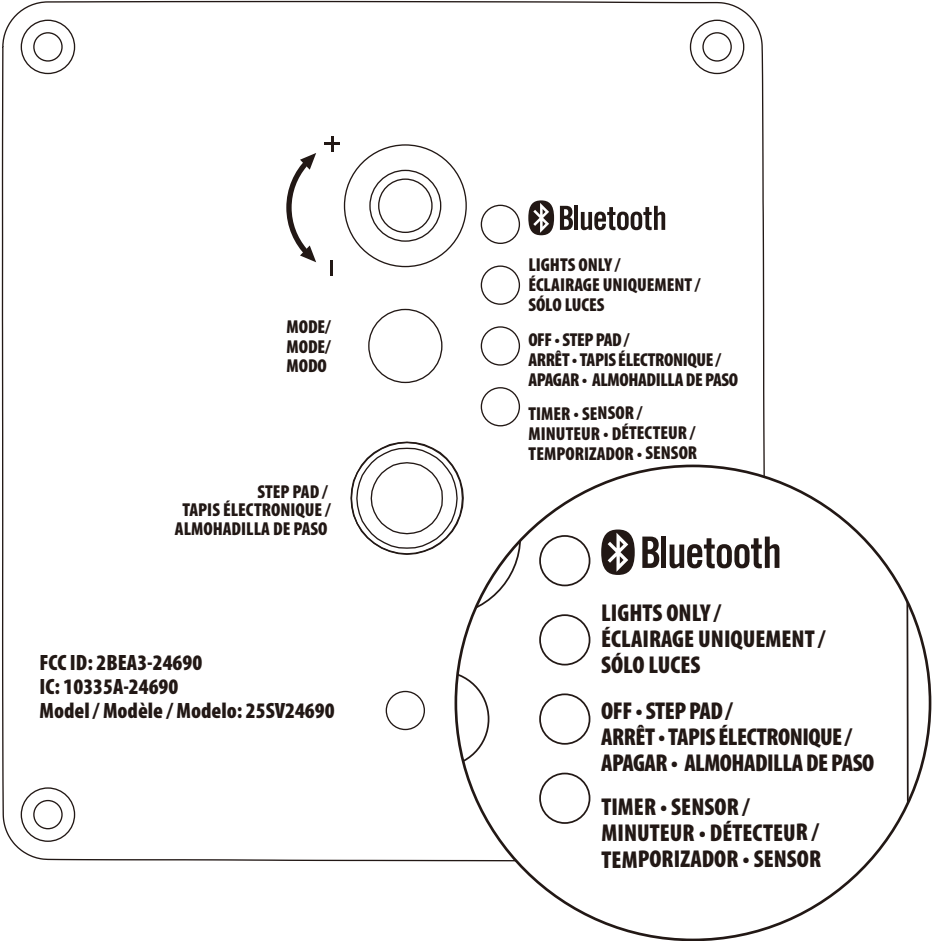 +
–
Bluetooth
LIGHTS ONLY /
ÉCLAIRAGE UNIQUEMENT /
SÓLO LUCES
MODE/
MODE/
MODO
OFF • STEP PAD /
ARRÊT • TAPIS ÉLECTRONIQUE /
APAGAR • ALMOHADILLA DE PASO
TIMER • SENSOR /
MINUTEUR • DÉTECTEUR /
TEMPORIZADOR • SENSOR
STEP PAD /
TAPIS ÉLECTRONIQUE /
ALMOHADILLA DE PASO
Bluetooth
LIGHTS ONLY /
ÉCLAIRAGE UNIQUEMENT /
SÓLO LUCES
OFF • STEP PAD /
ARRÊT • TAPIS ÉLECTRONIQUE /
APAGAR • ALMOHADILLA DE PASO
TIMER • SENSOR /
MINUTEUR • DÉTECTEUR /
TEMPORIZADOR • SENSOR
FCC ID: 2BEA3-24690
IC: 10335A-24690
Model / Modèle / Modelo: 25SV24690